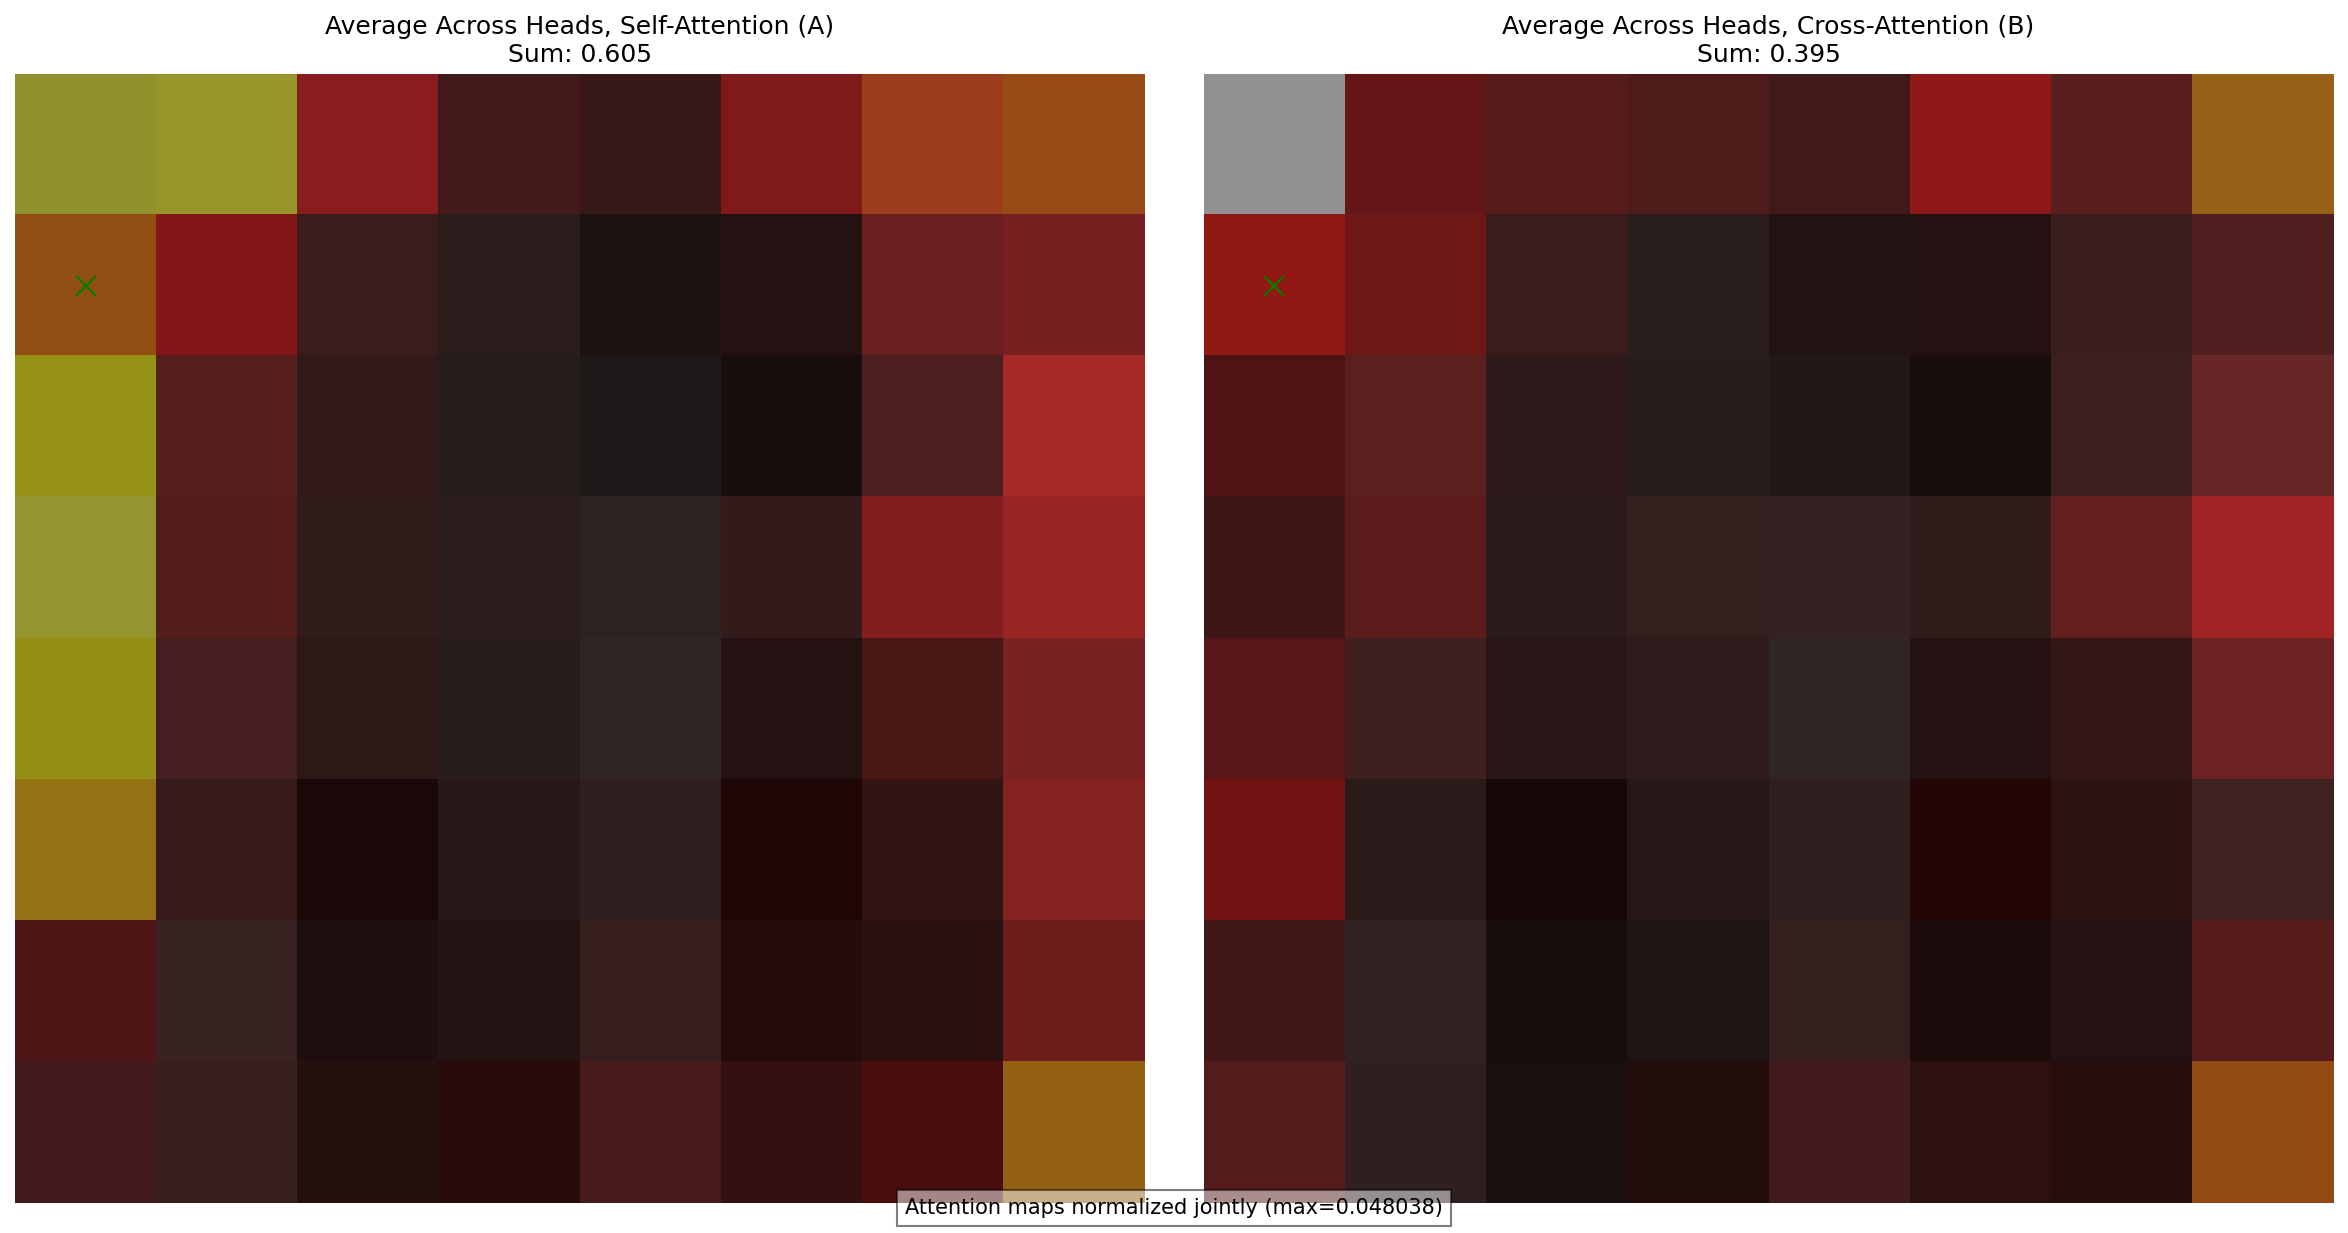 Average Across Heads, Self-Attention (A)
Sum: 0.605
Average Across Heads, Cross-Attention (B)
Sum: 0.395
Attention maps normalized jointly (max=0.048038)